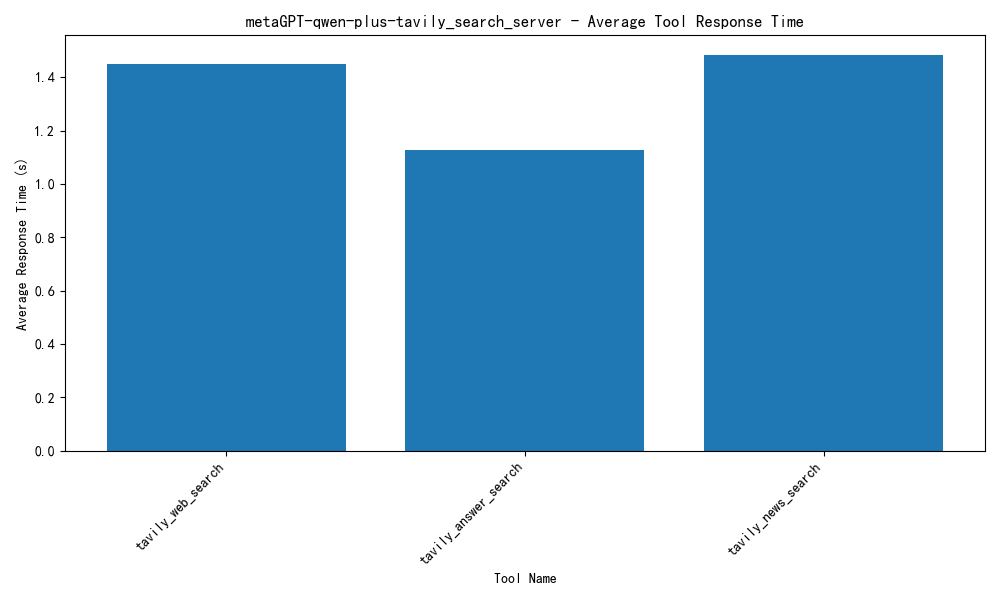 metaGPT-qwen-plus-tavily_search_server - Average Tool Response Time
Average Response Time (s)
1.4
1.2
1.0
0.8
0.6
0.4
0.2
0.0
tavily_web_search
tavily_answer_search
tavily_news_search
Tool Name